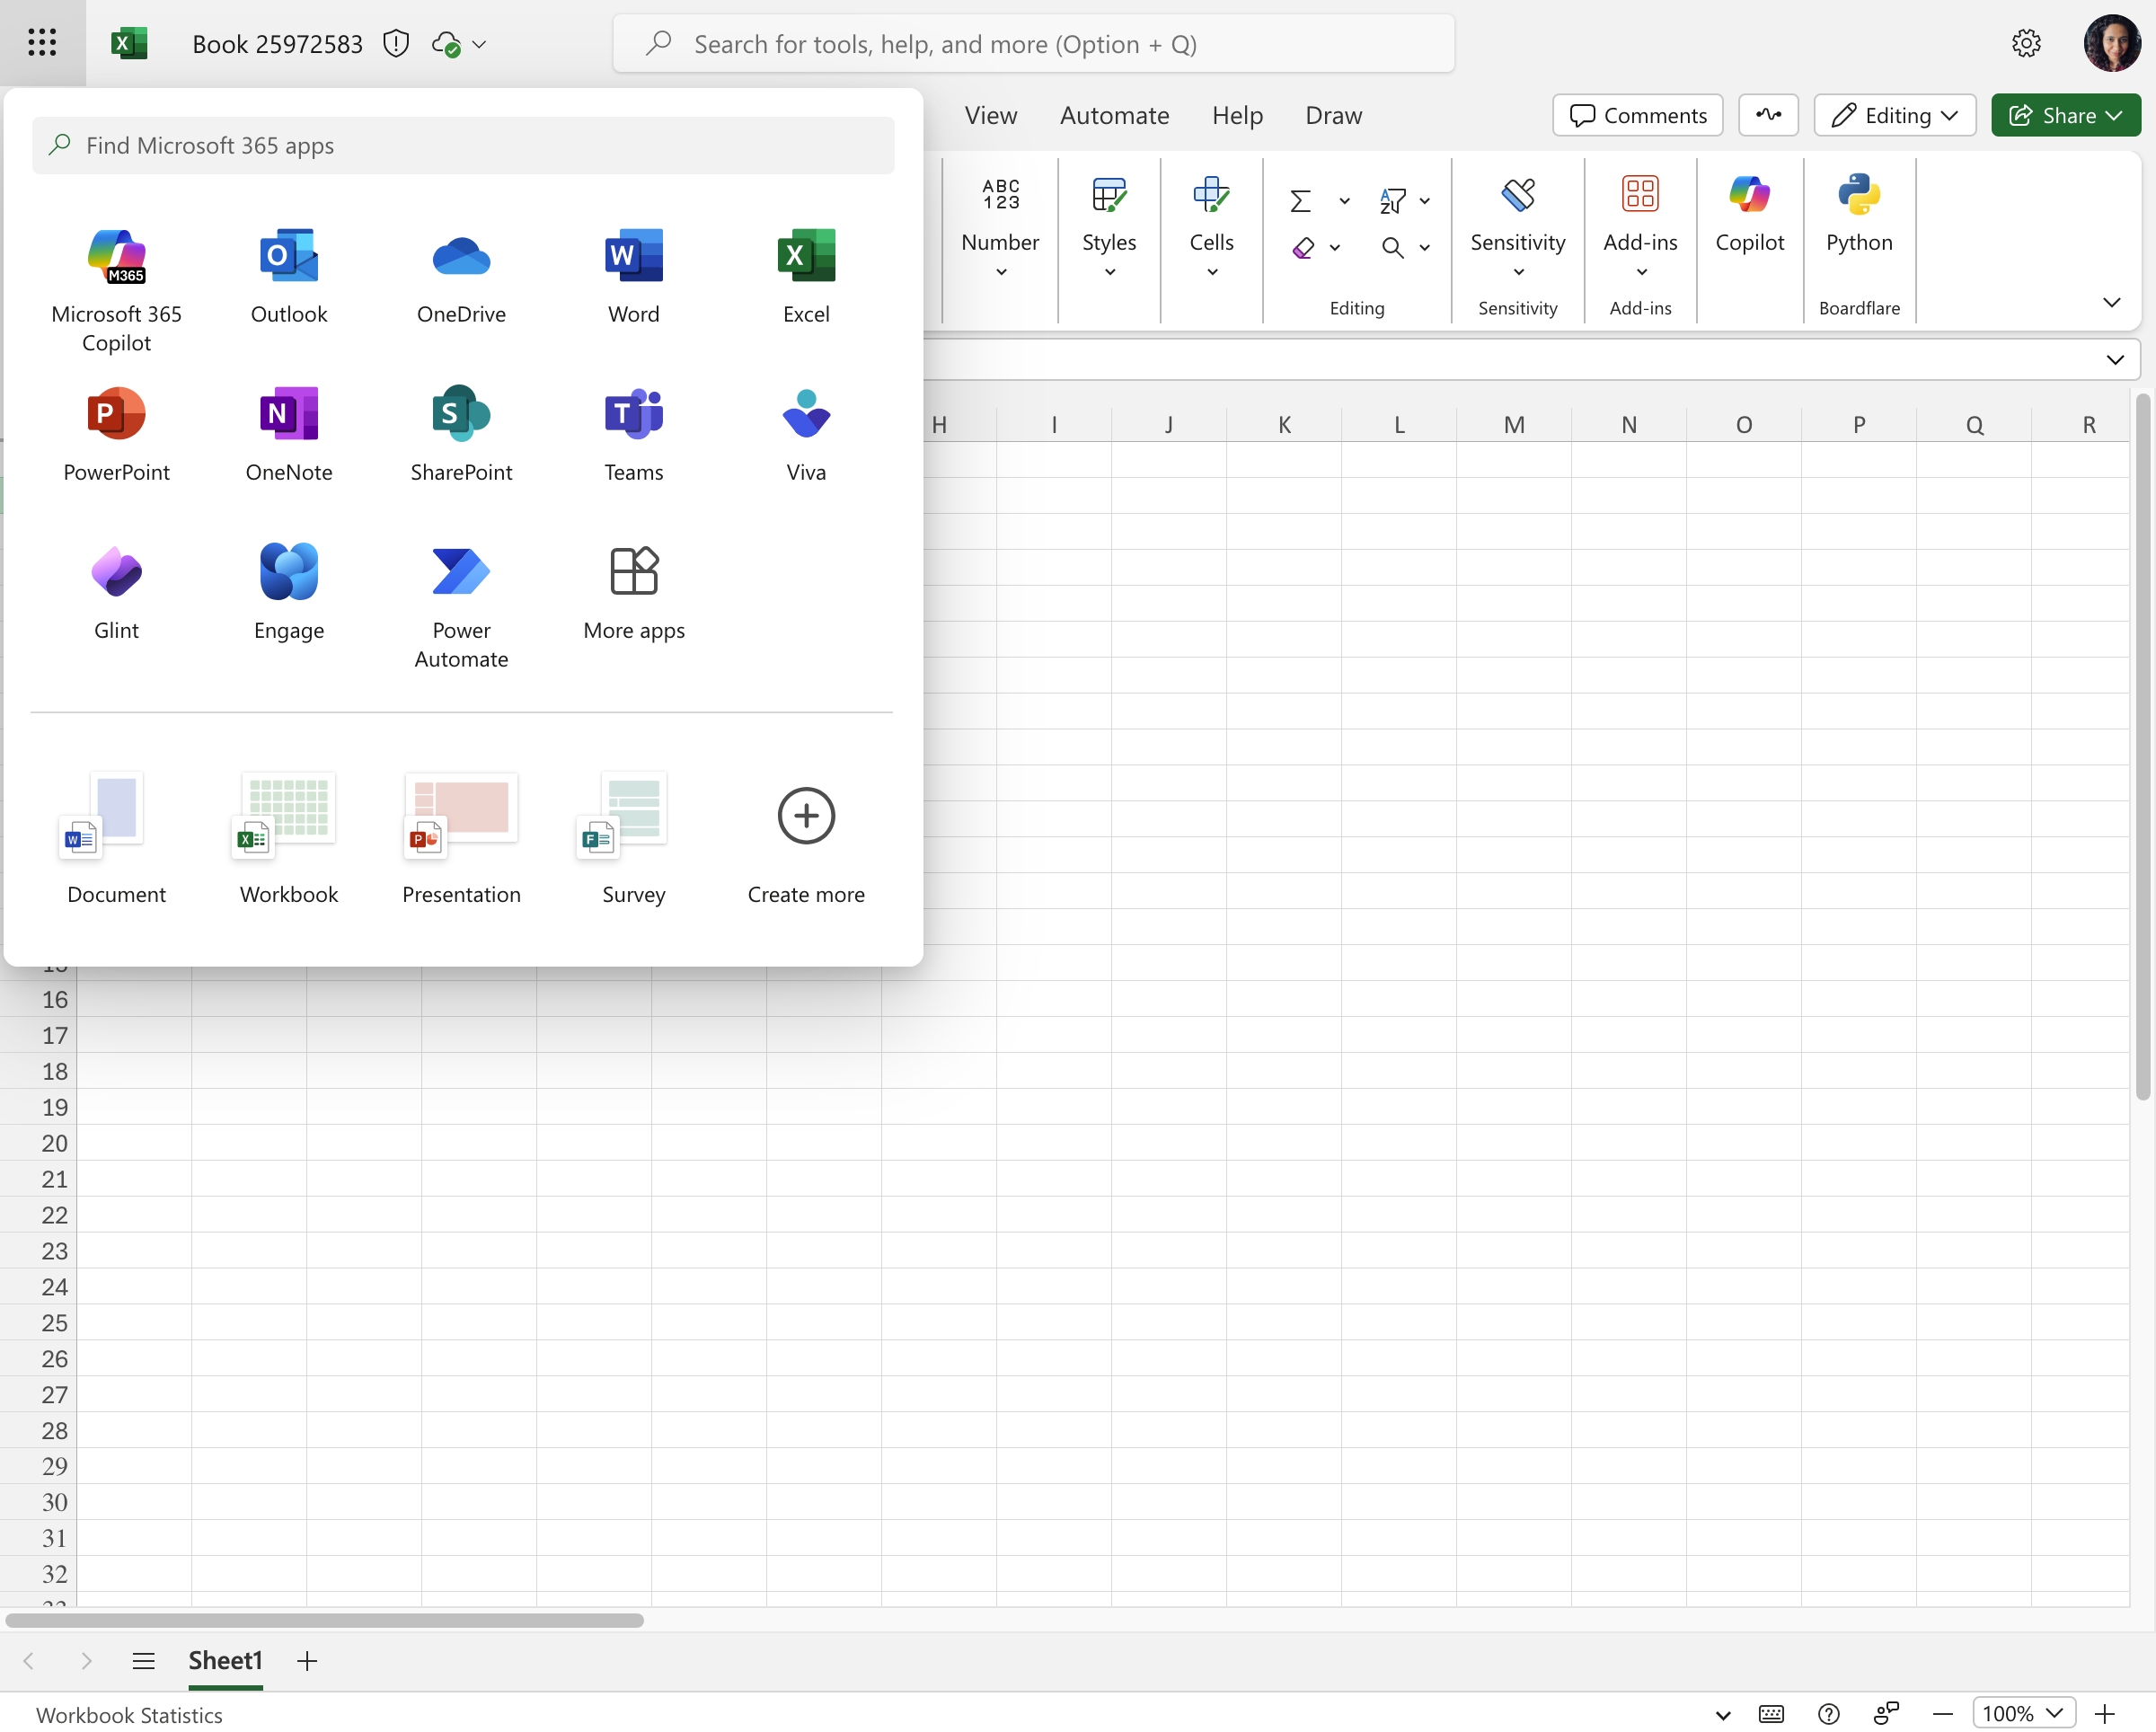 Book 25972583
Search for tools, help, and more (Option + Q)
Find Microsoft 365 apps
View Automate Help Draw
Comments Editing Share
M365
Microsoft 365
Copilot
Outlook
OneDrive
Word
Excel
PowerPoint
OneNote
SharePoint
Teams
Viva
Glint
Engage
Power
Automate
More apps
Document
Workbook
Presentation
Survey
Create more
ABC
123
Number
Styles
Cells
Editing
Sensitivity
Sensitivity
Add-ins
Add-ins
Copilot
Python
Boardflare
H I J K L M N O P Q R
16
17
18
19
20
21
22
23
24
25
26
27
28
29
30
31
32
Sheet1
Workbook Statistics
100%